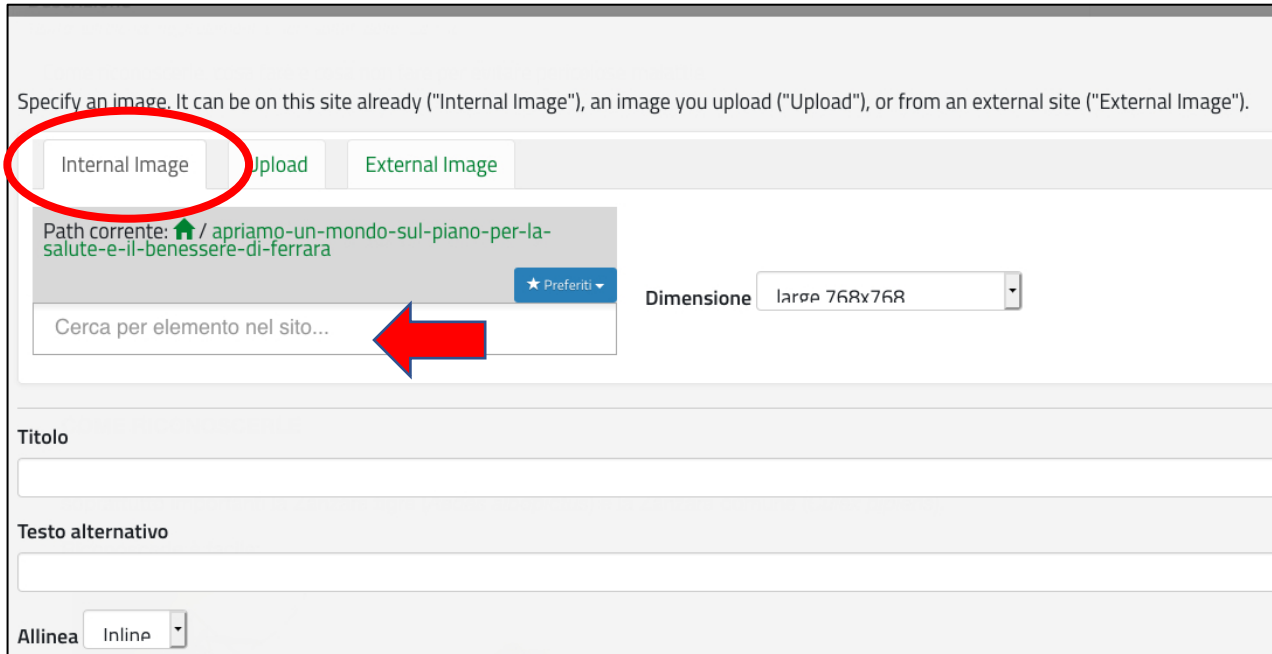 Specify an image. It can be on this site already ("Internal Image"), an image you upload ("Upload"), or from an external site ("External Image").
Internal Image Upload External Image
Path corrente: / apriamo-un-mondo-sul-piano-per-la-
salute-e-il-benessere-di-ferrara
Preferiti
Dimensione large 768x768
Cerca per elemento nel sito...
Titolo
Testo alternativo
Allinea Inline